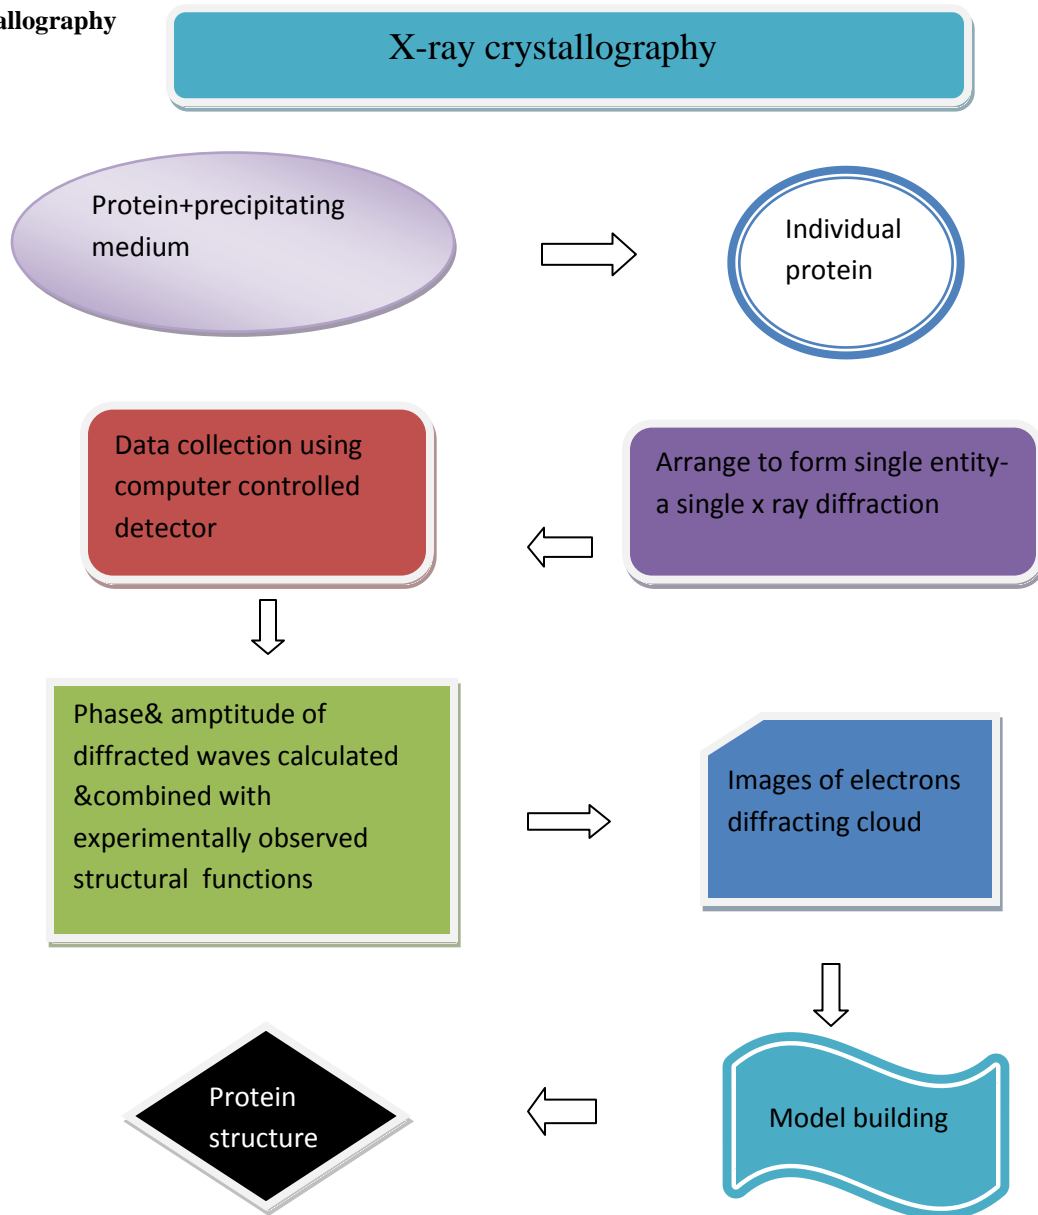 allography
X-ray crystallography
Protein+precipitating
medium
Individual
protein
Arrange to form single entity-
a single x ray diffraction
Data collection using
computer controlled
detector
Phase& amptitude of
diffracted waves calculated
&combined with
experimentally observed
structural functions
Images of electrons
diffracting cloud
Model building
Protein
structure